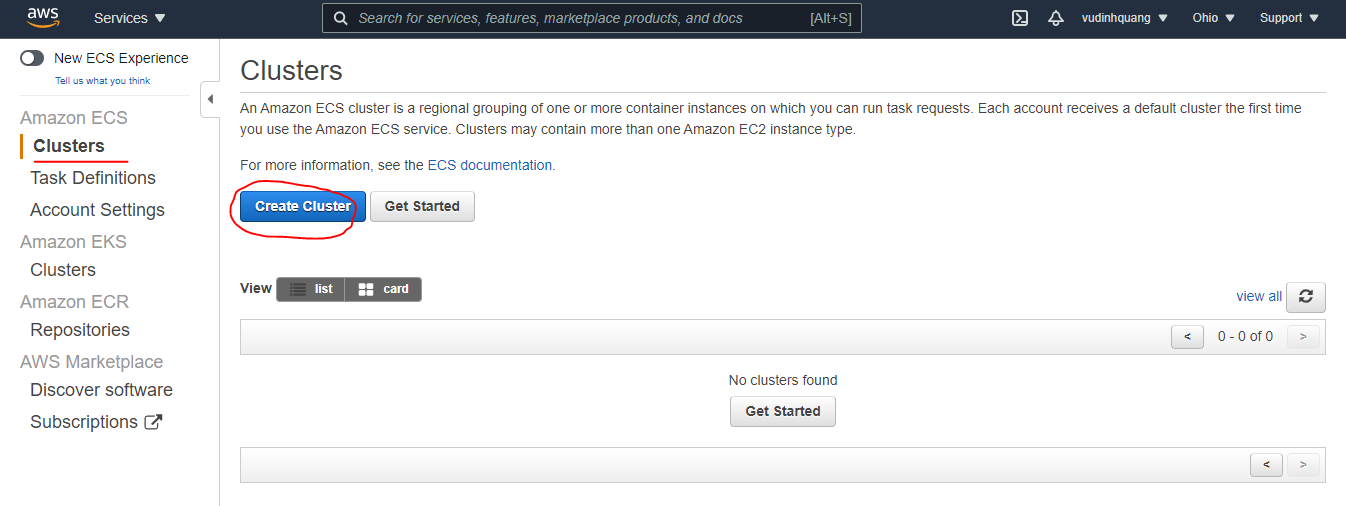 aws
Services
Search for services, features, marketplace products, and docs [Alt+S]
vudinhquang
Ohio
Support
New ECS Experience
Tell us what you think
Amazon ECS
Clusters
Task Definitions
Account Settings
Amazon EKS
Clusters
Amazon ECR
Repositories
AWS Marketplace
Discover software
Subscriptions
Clusters
An Amazon ECS cluster is a regional grouping of one or more container instances on which you can run task requests. Each account receives a default cluster the first time
you use the Amazon ECS service. Clusters may contain more than one Amazon EC2 instance type.
For more information, see the ECS documentation.
Create Cluster Get Started
View list card
view all
< 0 - 0 of 0 >
No clusters found
Get Started
< >